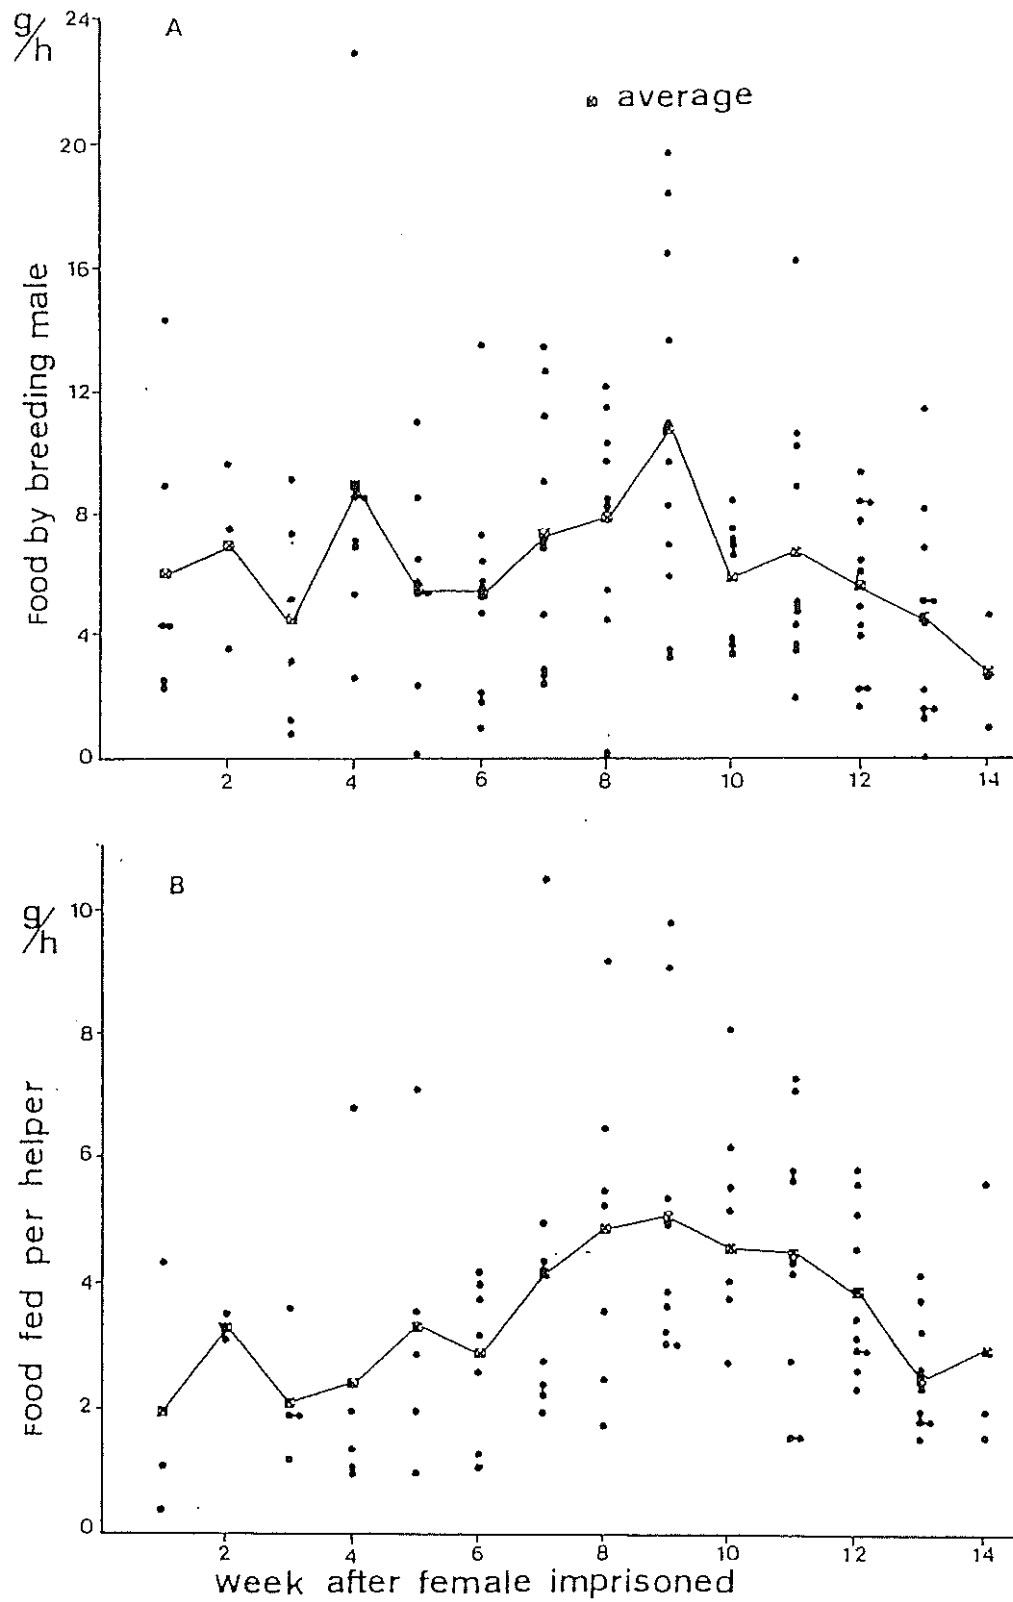 g/h
A
24
average
20
16
12
8
4
0
Food by breeding male
2 4 6 8 10 12 14
B
g/h
10
8
6
4
2
0
Food fed per helper
2 4 6 8 10 12 14
Week after female imprisoned